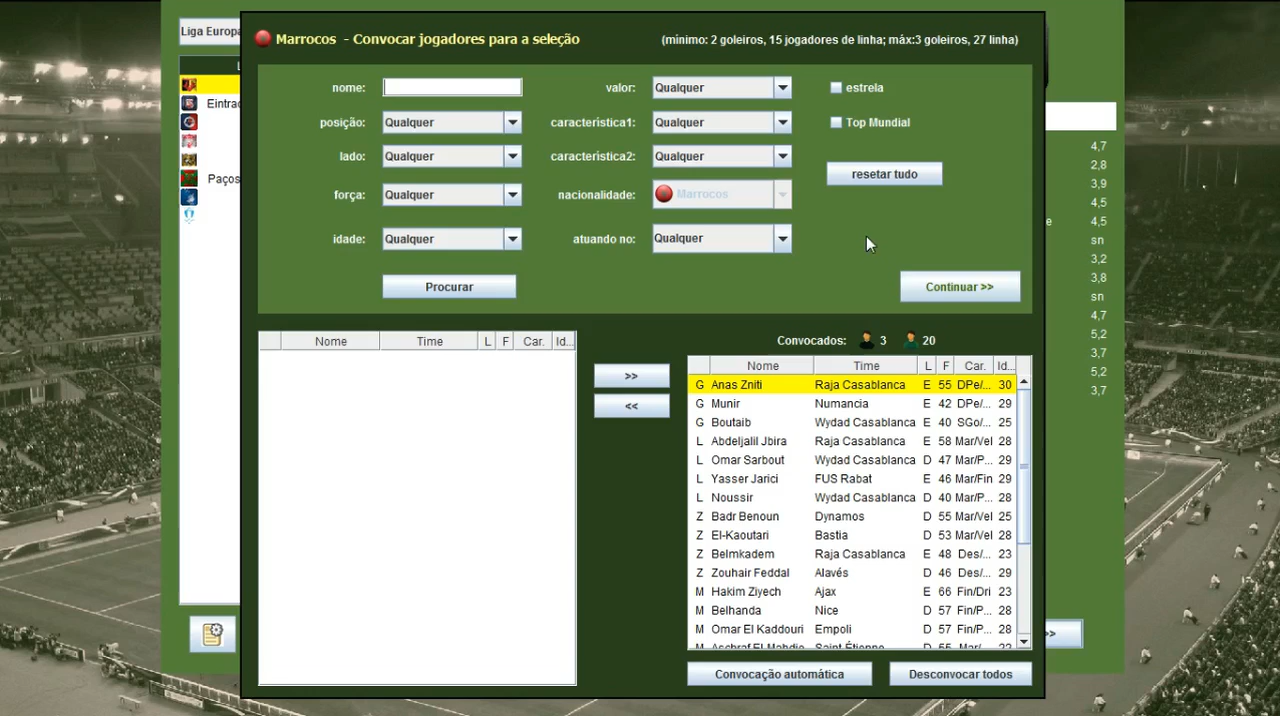 Liga Europa
Marrocos - Convocar jogadores para a seleção
(mínimo: 2 goleiros, 15 jogadores de linha; máx:3 goleiros, 27 linha)
nome:
valor: Qualquer
estrela
posição: Qualquer
característica1: Qualquer
Top Mundial
lado: Qualquer
característica2: Qualquer
resetar tudo
força: Qualquer
nacionalidade: Marrocos
idade: Qualquer
atuando no: Qualquer
Procurar
Continuar >>
Paços
4,7
2,8
3,9
4,5
e 4,5
sn
3,2
3,8
sn
4,7
5,2
3,7
5,2
3,7
Nome Time L F Car. Id...
>>
<<
Convocados: 3 20
Nome Time L F Car. Id...
G Anas Zniti Raja Casablanca E 55 DPe/... 30
G Munir Numancia E 42 DPe/... 29
G Boutaib Wydad Casablanca E 40 SGo/... 25
L Abdeljalil Jbira Raja Casablanca E 58 Mar/Vel 28
L Omar Sarbout Wydad Casablanca D 47 Mar/P... 29
L Yasser Jarici FUS Rabat E 46 Mar/Fin 29
L Noussir Wydad Casablanca D 40 Mar/P... 28
Z Badr Benoun Dynamos D 55 Mar/Vel 25
Z El-Kaoutari Bastia D 53 Mar/Vel 28
Z Belmkadem Raja Casablanca E 48 Des/... 23
Z Zouhair Feddal Alavés D 46 Des/... 29
M Hakim Ziyech Ajax E 66 Fin/Dri 23
M Belhanda Nice D 57 Fin/P... 28
M Omar El Kaddouri Empoli D 57 Fin/P... 28
Convocação automática
Desconvocar todos
>>